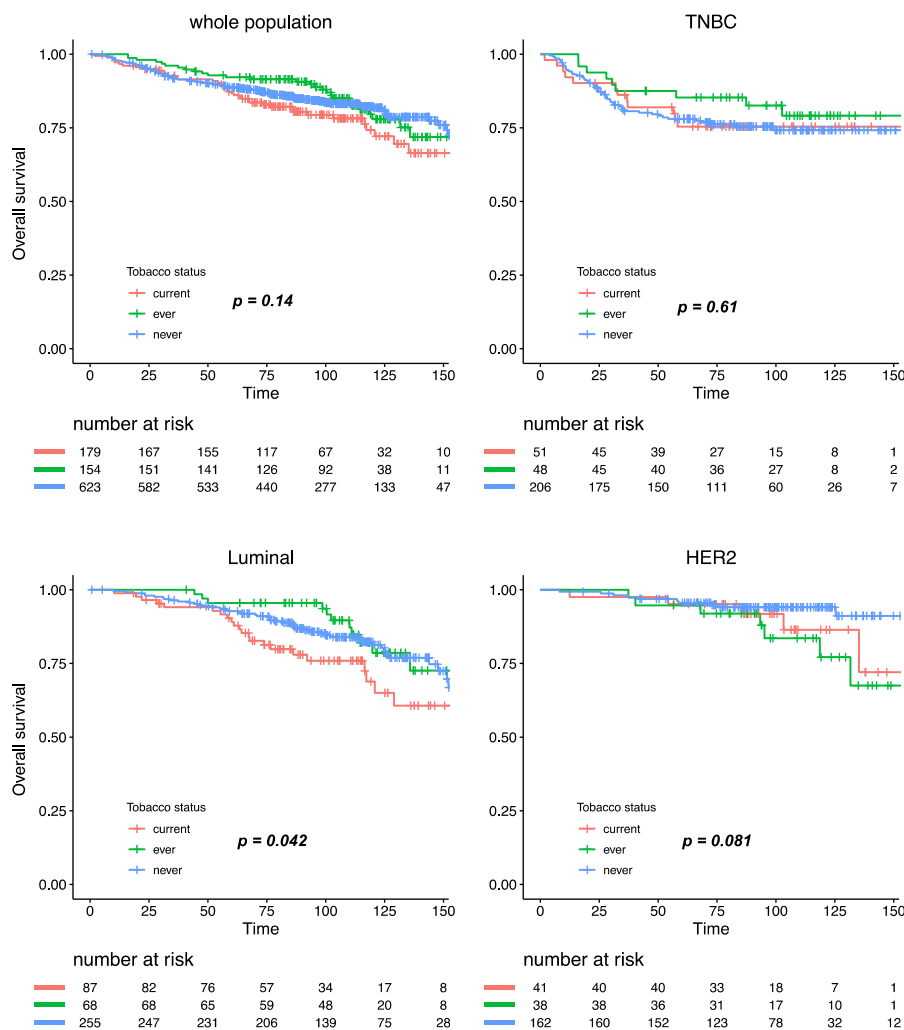 whole population
1.00
0.75
0.50
0.25
0.00
Overall survival
Tobacco status
current
ever
never
p = 0.14
0 25 50 75 100 125 150
Time
number at risk
179 167 155 117 67 32 10
154 151 141 126 92 38 11
623 582 533 440 277 133 47
TNBC
1.00
0.75
0.50
0.25
0.00
Tobacco status
current
ever
never
p = 0.61
0 25 50 75 100 125 150
Time
number at risk
51 45 39 27 15 8 1
48 45 40 36 27 8 2
206 175 150 111 60 26 7
Luminal
1.00
0.75
0.50
0.25
0.00
Overall survival
Tobacco status
current
ever
never
p = 0.042
0 25 50 75 100 125 150
Time
number at risk
87 82 76 57 34 17 8
68 68 65 59 48 20 8
255 247 231 206 139 75 28
HER2
1.00
0.75
0.50
0.25
0.00
Tobacco status
current
ever
never
p = 0.081
0 25 50 75 100 125 150
Time
number at risk
41 40 40 33 18 7 1
38 38 36 31 17 10 1
162 160 152 123 78 32 12